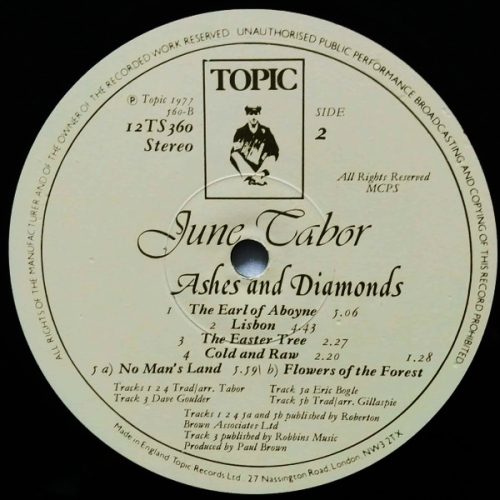 ALL RIGHTS OF THE MANUFACTURER AND OF THE OWNER OF THE RECORDED WORK RESERVED UNAUTHORISED PUBLIC PERFORMANCE BROADCASTING AND COPYING OF THIS RECORD PROHIBITED
TOPIC
℗ Topic 1977
360-B
12TS360
Stereo
SIDE
2
All Rights Reserved
MCPS
June Tabor
Ashes and Diamonds
1 The Earl of Aboyne 5.06
2 Lisbon 4.43
3 The Easter Tree 2.27
4 Cold and Raw 2.20 1.28
5 a) No Man's Land 5.59\ b) Flowers of the Forest
Tracks 1 2 4 Trad/arr. Tabor Track 5a Eric Bogle
Track 3 Dave Goulder Track 5b Trad/arr. Gillaspie
Tracks 1 2 4 5a and 5b published by Roberton
Brown Associates Ltd
Track 3 published by Robbins Music
Produced by Paul Brown
Made in England, Topic Records Ltd., 27 Nassington Road, London, NW3 2TX